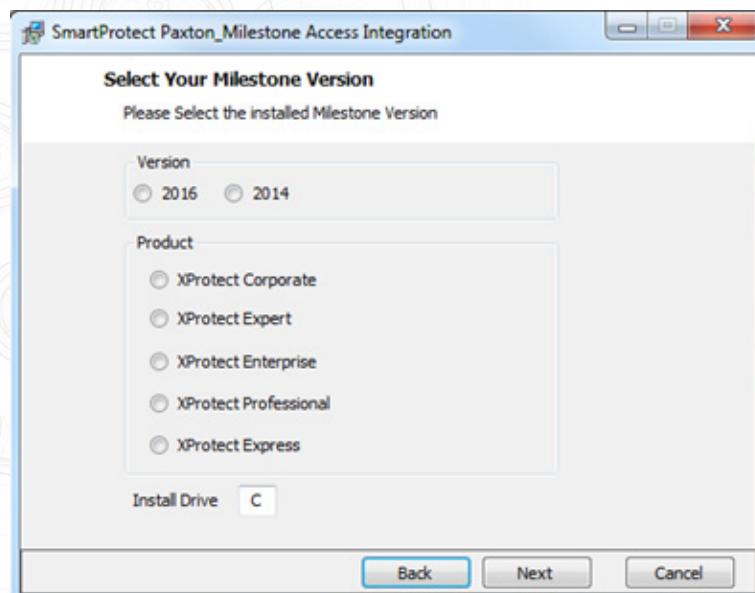 SmartProtect Paxton_Milestone Access Integration
Select Your Milestone Version
Please Select the installed Milestone Version
Version
2016 2014
Product
XProtect Corporate
XProtect Expert
XProtect Enterprise
XProtect Professional
XProtect Express
Install Drive C
Back Next Cancel